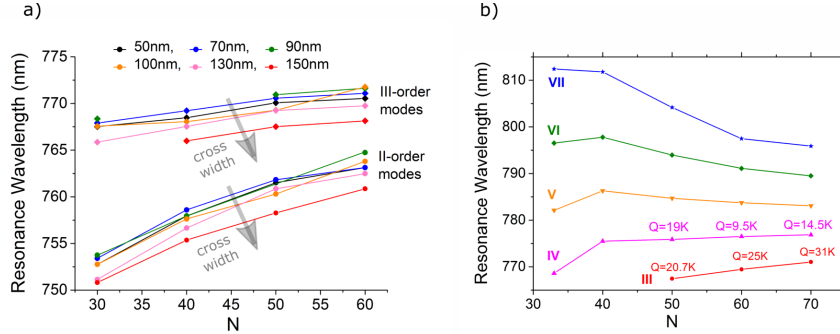 a)
50nm, 70nm, 90nm
100nm, 130nm, 150nm
775
770
765
760
755
750
Resonance Wavelength (nm)
30 35 40 45 50 55 60
N
III-order
modes
II-order
modes
cross
width
cross
width
b)
810
800
790
780
770
Resonance Wavelength (nm)
30 40 50 60 70
N
VII
VI
V
IV
III
Q=19K Q=9.5K Q=14.5K
Q=20.7K Q=25K Q=31K